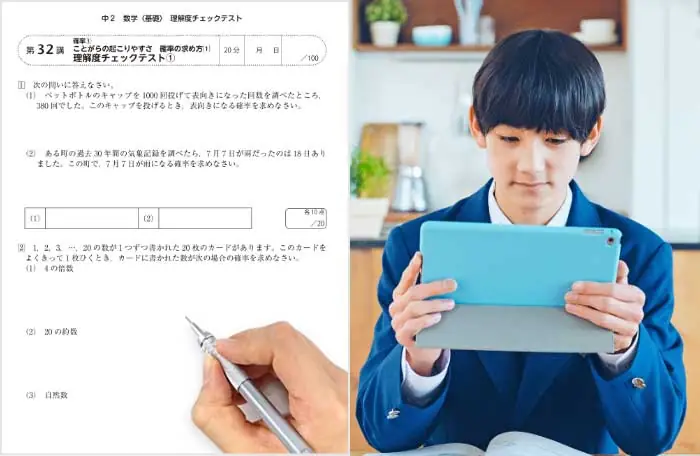 中2 数学（基礎） 理解度チェックテスト
第32講
確率①
ことがらの起こりやすさ 確率の求め方(1)
理解度チェックテスト①
20分
月 日
／100
1 次の問いに答えなさい。
(1) ペットボトルのキャップを1000回投げて表向きになった回数を調べたところ，
380回でした。このキャップを投げるとき，表向きになる確率を求めなさい。
(2) ある町の過去30年間の気象記録を調べたら，7月7日が雨だったのは18日あり
ました。この町で，7月7日が雨になる確率を求めなさい。
(1)
(2)
各10点
／20
2 1，2，3，…，20の数が1つずつ書かれた20枚のカードがあります。このカードを
よくきって1枚ひくとき，カードに書かれた数が次の場合の確率を求めなさい。
(1) 4の倍数
(2) 20の約数
(3) 自然数